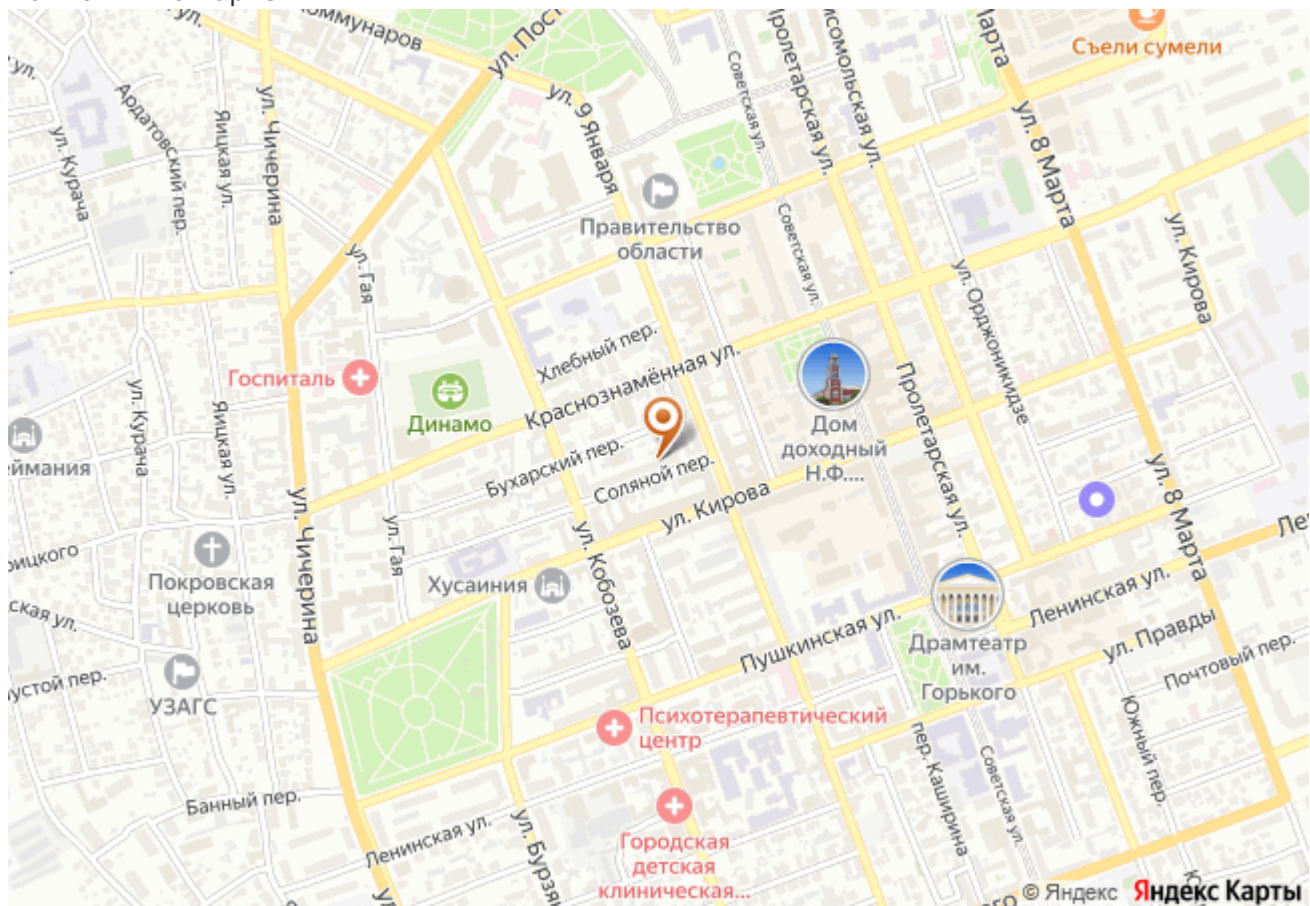 ул.
Коммунаров
ул. Пост
Пролетарская ул.
Комсомольская ул.
Марта
Съели сумели
ул.
Ардатовский пер.
Яицкая ул.
ул. Чичерина
ул. 9 Января
Советская ул.
ул. 8 Марта
ул. Курача
Правительство
области
Советская ул.
ул. Кирова
ул. Гая
ул. Орджоникидзе
Хлебный пер.
Госпиталь
Краснознамённая ул.
Динамо
Дом
доходный
Н.Ф....
Пролетарская ул.
ул. Курача
Яицкая ул.
Бухарский пер.
Соляной пер.
ул. Кирова
ул. 8 Марта
ул. Чичерина
ул. Гая
Покровская
церковь
Хусаиния
ул. Кобозева
Ленинская ул.
Пушкинская ул.
Драмтеатр
им.
Горького
ул. Правды
Почтовый пер.
УЗАГС
Психотерапевтический
центр
пер. Каширина
Советская ул.
Южный пер.
Банный пер.
Ленинская ул.
Городская
детская
клиническая...
© Яндекс Яндекс Карты